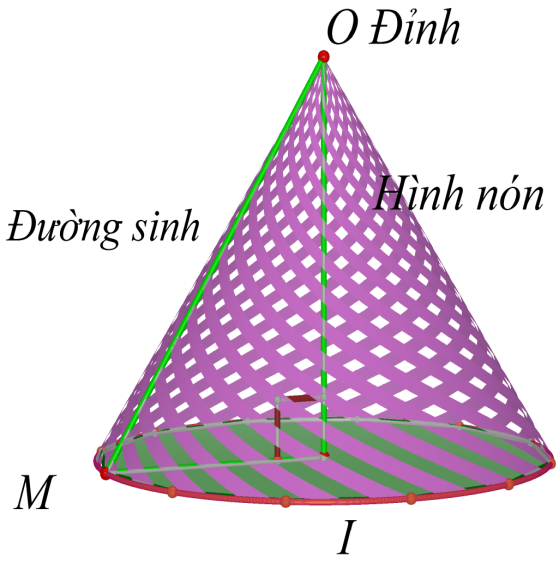 O Đỉnh
Hình nón
Đường sinh
M
I